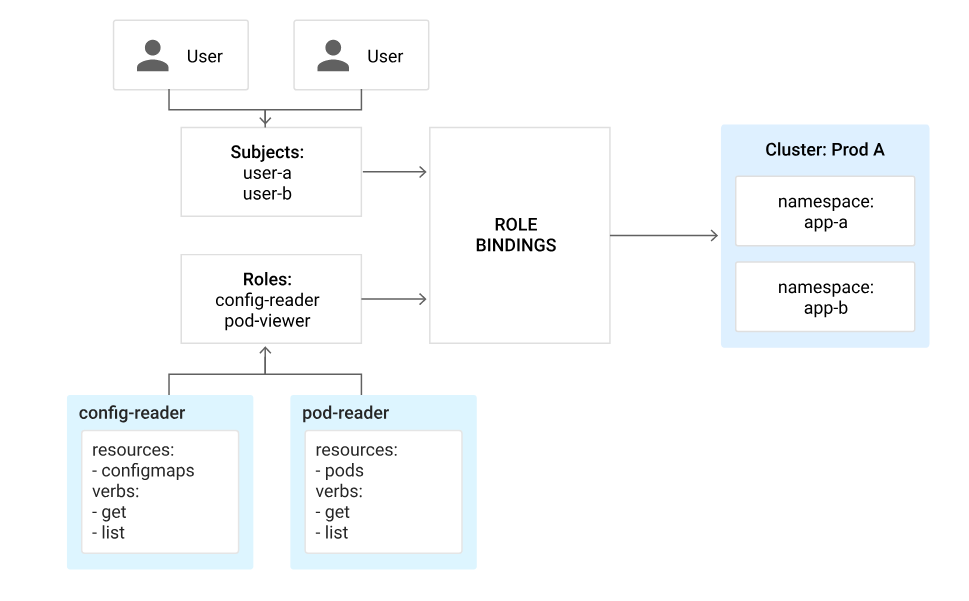 User
User
Subjects:
user-a
user-b
ROLE
BINDINGS
Cluster: Prod A
namespace:
app-a
namespace:
app-b
Roles:
config-reader
pod-viewer
config-reader
resources:
- configmaps
verbs:
- get
- list
pod-reader
resources:
- pods
verbs:
- get
- list